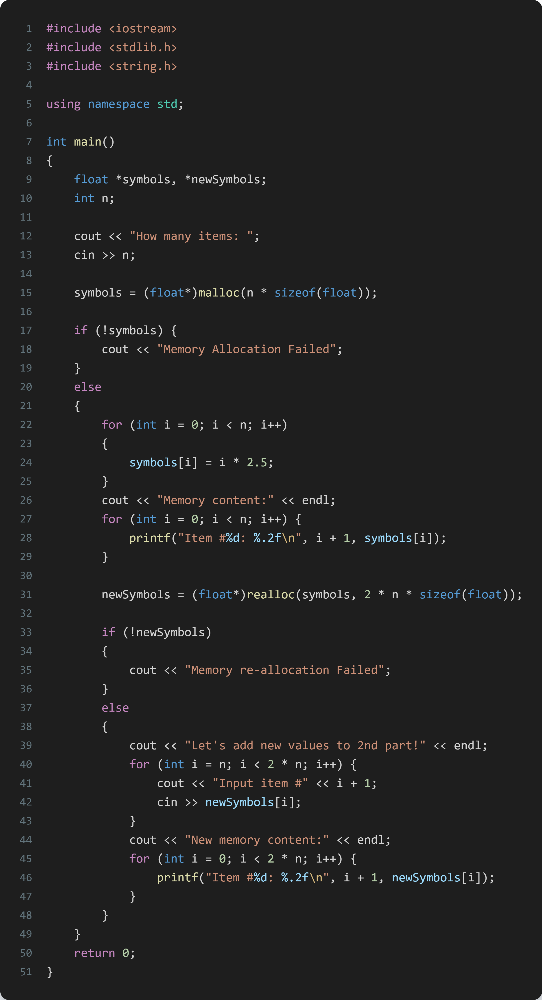 1 #include <iostream>
2 #include <stdlib.h>
3 #include <string.h>
4
5 using namespace std;
6
7 int main()
8 {
9     float *symbols, *newSymbols;
10     int n;
11
12     cout << "How many items: ";
13     cin >> n;
14
15     symbols = (float*)malloc(n * sizeof(float));
16
17     if (!symbols) {
18         cout << "Memory Allocation Failed";
19     }
20     else
21     {
22         for (int i = 0; i < n; i++)
23         {
24             symbols[i] = i * 2.5;
25         }
26         cout << "Memory content:" << endl;
27         for (int i = 0; i < n; i++) {
28             printf("Item #%d: %.2f\n", i + 1, symbols[i]);
29         }
30
31         newSymbols = (float*)realloc(symbols, 2 * n * sizeof(float));
32
33         if (!newSymbols)
34         {
35             cout << "Memory re-allocation Failed";
36         }
37         else
38         {
39             cout << "Let's add new values to 2nd part!" << endl;
40             for (int i = n; i < 2 * n; i++) {
41                 cout << "Input item #" << i + 1;
42                 cin >> newSymbols[i];
43             }
44             cout << "New memory content:" << endl;
45             for (int i = 0; i < 2 * n; i++) {
46                 printf("Item #%d: %.2f\n", i + 1, newSymbols[i]);
47             }
48         }
49     }
50     return 0;
51 }